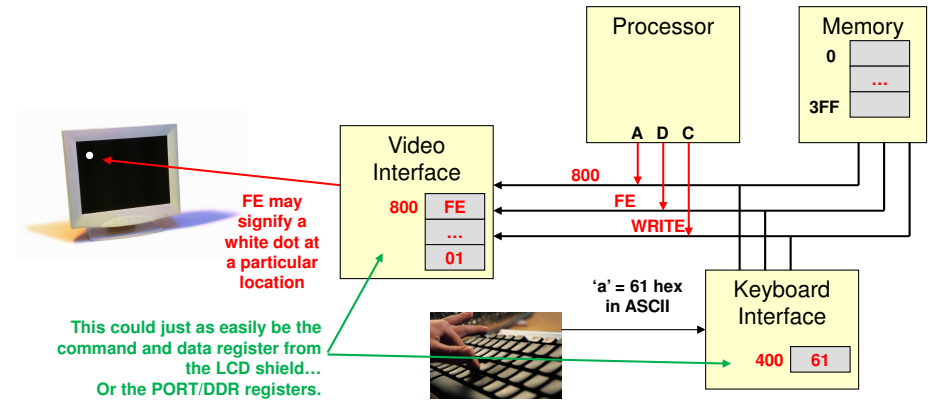 Processor
A D C
Memory
0
...
3FF
Video
Interface
800 FE
...
01
800
FE
WRITE
FE may
signify a
white dot at
a particular
location
'a' = 61 hex
in ASCII
Keyboard
Interface
400 61
This could just as easily be the
command and data register from
the LCD shield...
Or the PORT/DDR registers.